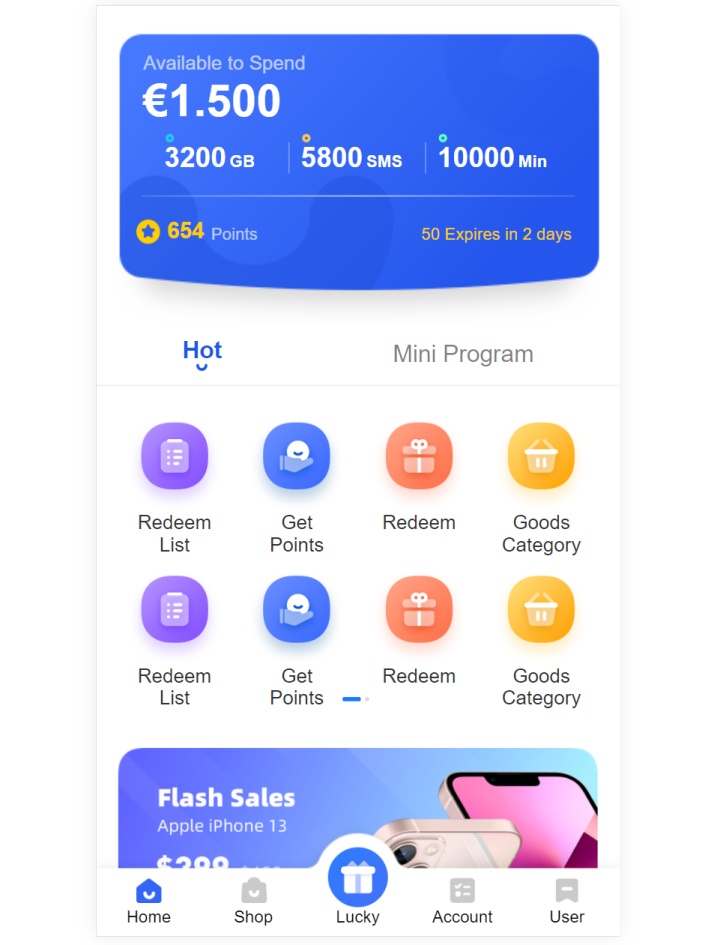 Available to Spend
€1.500
3200 GB 5800 SMS 10000 Min
654 Points 50 Expires in 2 days
Hot Mini Program
Redeem List
Get Points
Redeem
Goods Category
Redeem List
Get Points
Redeem
Goods Category
Flash Sales
Apple iPhone 13
Home Shop Lucky Account User